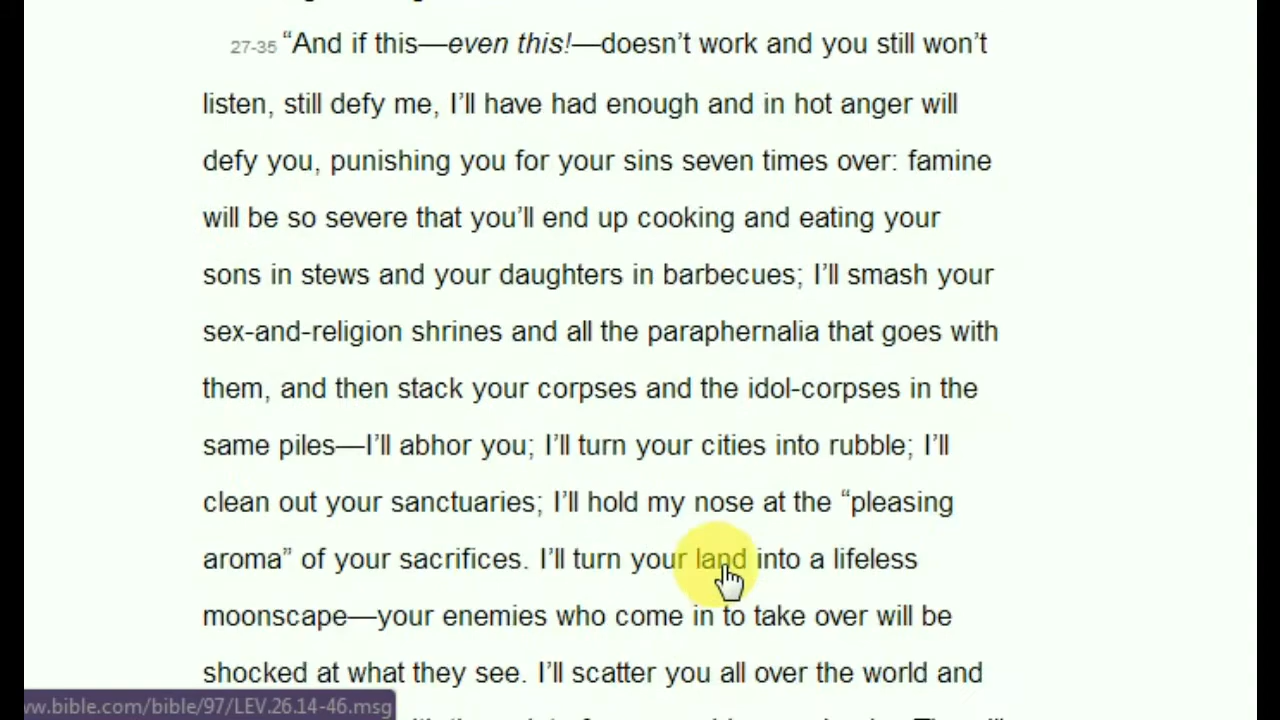 27-35 “And if this—even this!—doesn’t work and you still won’t
listen, still defy me, I’ll have had enough and in hot anger will
defy you, punishing you for your sins seven times over: famine
will be so severe that you’ll end up cooking and eating your
sons in stews and your daughters in barbecues; I’ll smash your
sex-and-religion shrines and all the paraphernalia that goes with
them, and then stack your corpses and the idol-corpses in the
same piles—I’ll abhor you; I’ll turn your cities into rubble; I’ll
clean out your sanctuaries; I’ll hold my nose at the “pleasing
aroma” of your sacrifices. I’ll turn your land into a lifeless
moonscape—your enemies who come in to take over will be
shocked at what they see. I’ll scatter you all over the world and
w.bible.com/bible/97/LEV.26.14-46.msg